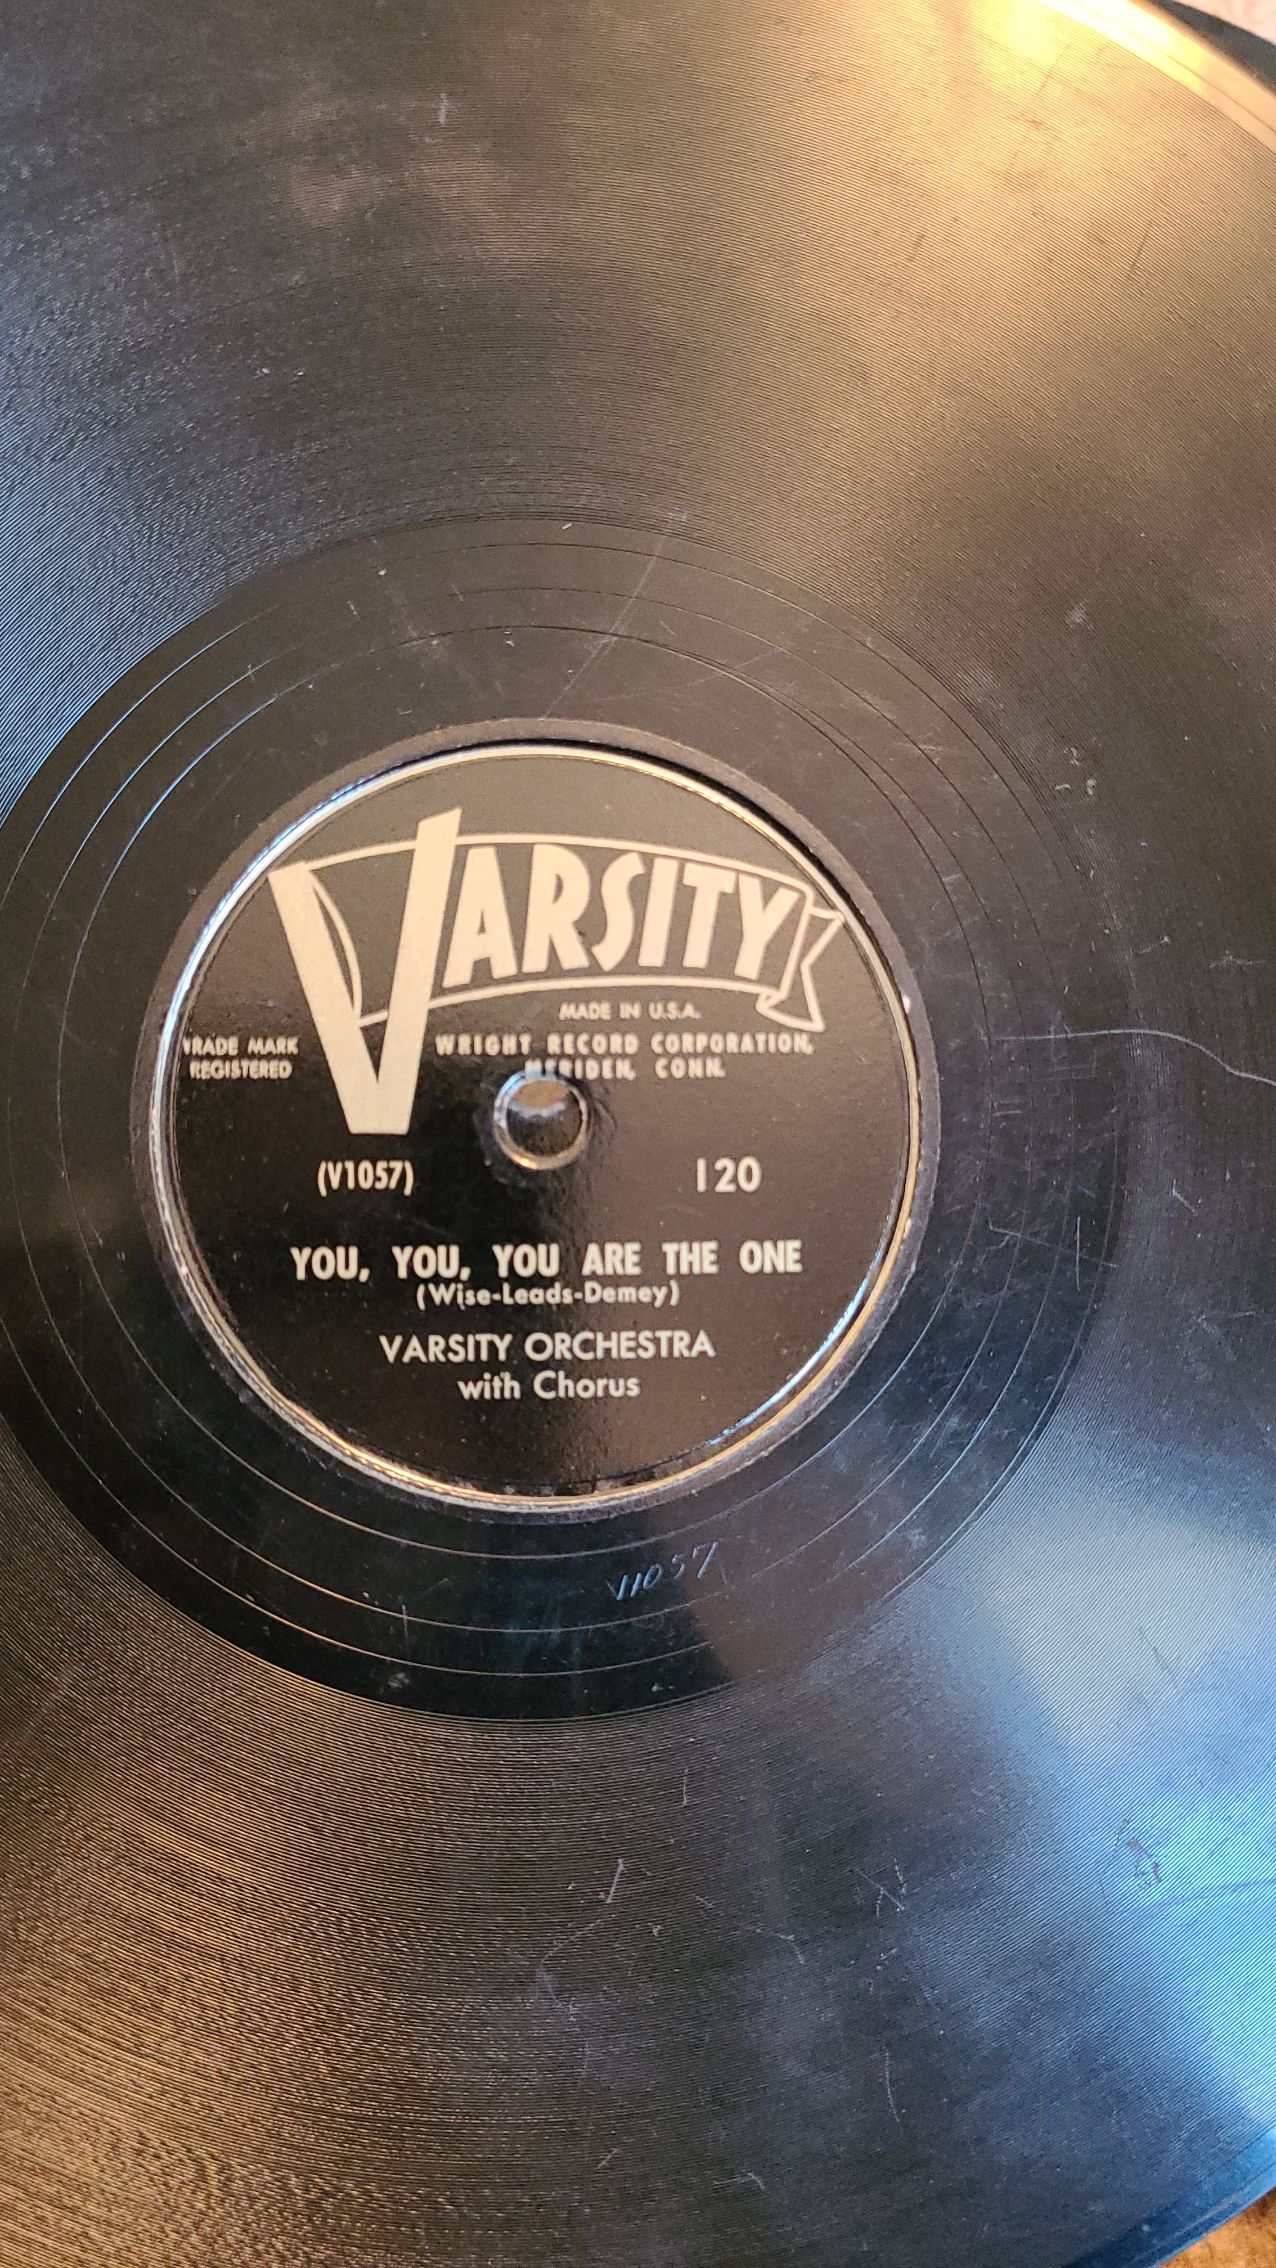 VARSITY
MADE IN U.S.A.
TRADE MARK
REGISTERED
WRIGHT RECORD CORPORATION,
MERIDEN, CONN.
(V1057)
120
YOU, YOU, YOU ARE THE ONE
(Wise-Leads-Demey)
VARSITY ORCHESTRA
with Chorus
V1057